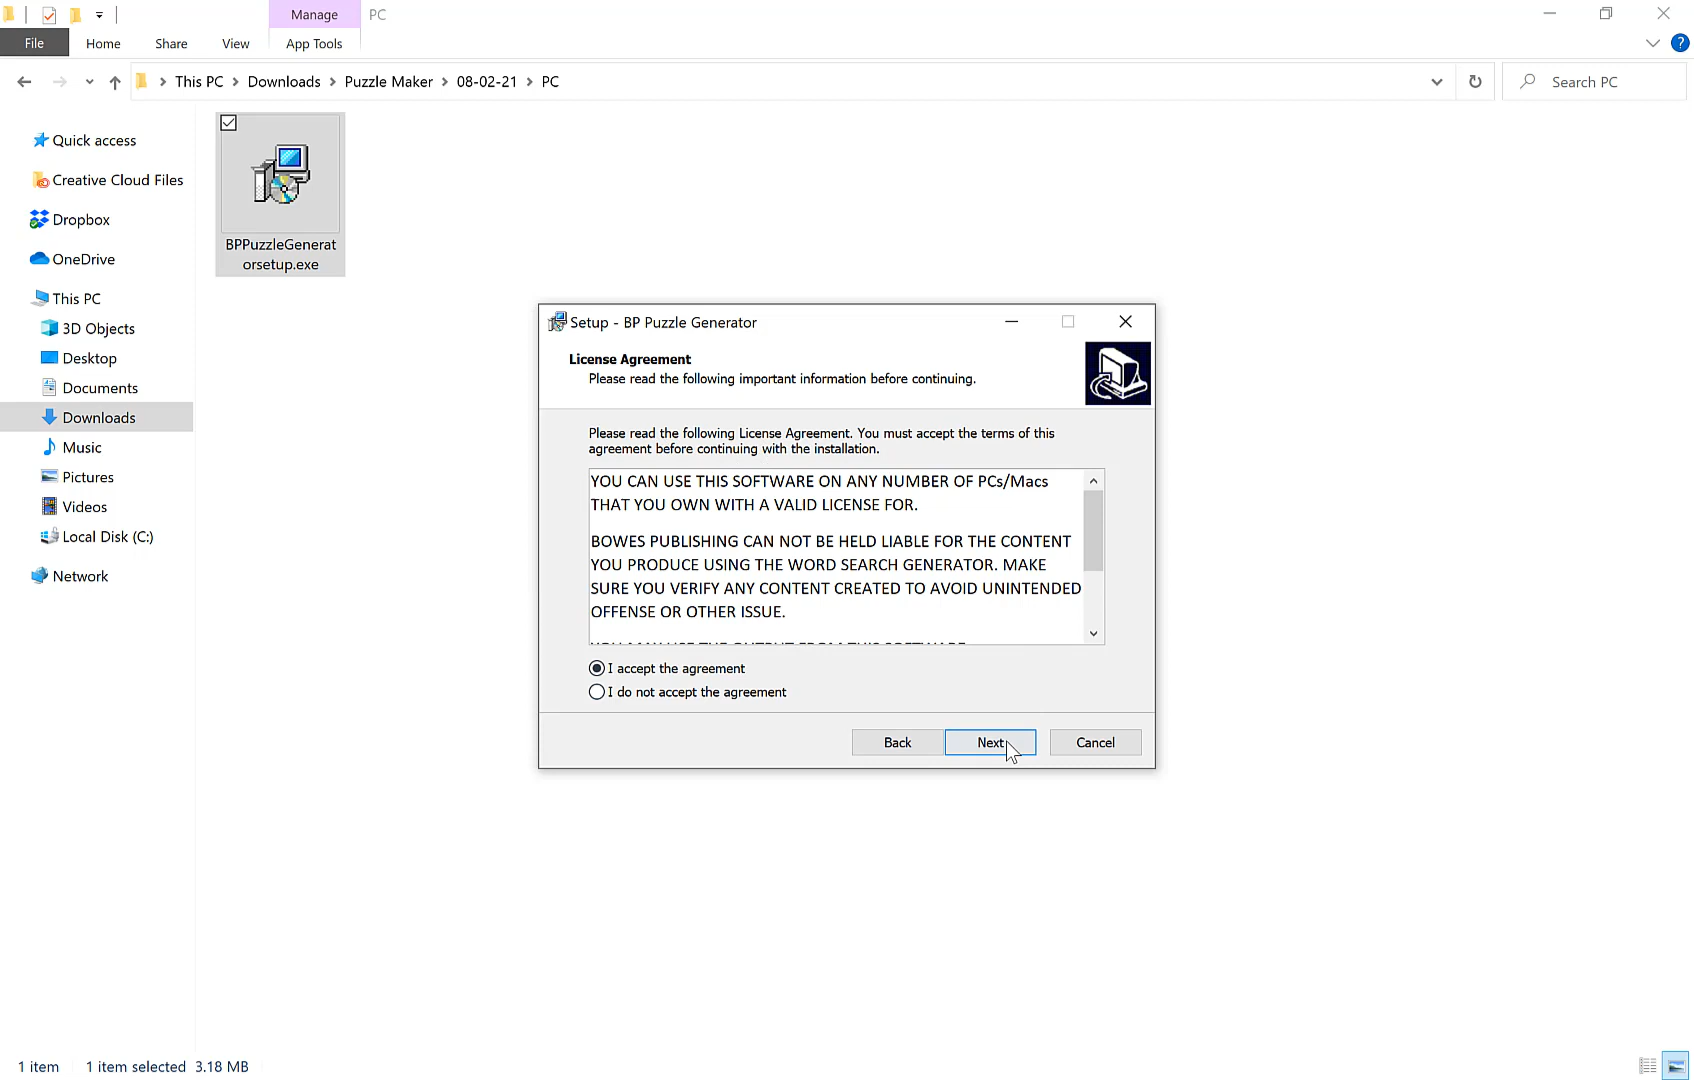 Manage
PC
File
Home
Share
View
App Tools
?
This PC
Downloads
Puzzle Maker
08-02-21
PC
Search PC
Quick access
Creative Cloud Files
Dropbox
OneDrive
This PC
3D Objects
Desktop
Documents
Downloads
Music
Pictures
Videos
Local Disk (C:)
Network
BPPuzzleGenerat
orsetup.exe
Setup - BP Puzzle Generator
License Agreement
Please read the following important information before continuing.
Please read the following License Agreement. You must accept the terms of this
agreement before continuing with the installation.
YOU CAN USE THIS SOFTWARE ON ANY NUMBER OF PCs/Macs
THAT YOU OWN WITH A VALID LICENSE FOR.
BOWES PUBLISHING CAN NOT BE HELD LIABLE FOR THE CONTENT
YOU PRODUCE USING THE WORD SEARCH GENERATOR. MAKE
SURE YOU VERIFY ANY CONTENT CREATED TO AVOID UNINTENDED
OFFENSE OR OTHER ISSUE.
I accept the agreement
I do not accept the agreement
Back
Next
Cancel
1 item
1 item selected 3.18 MB